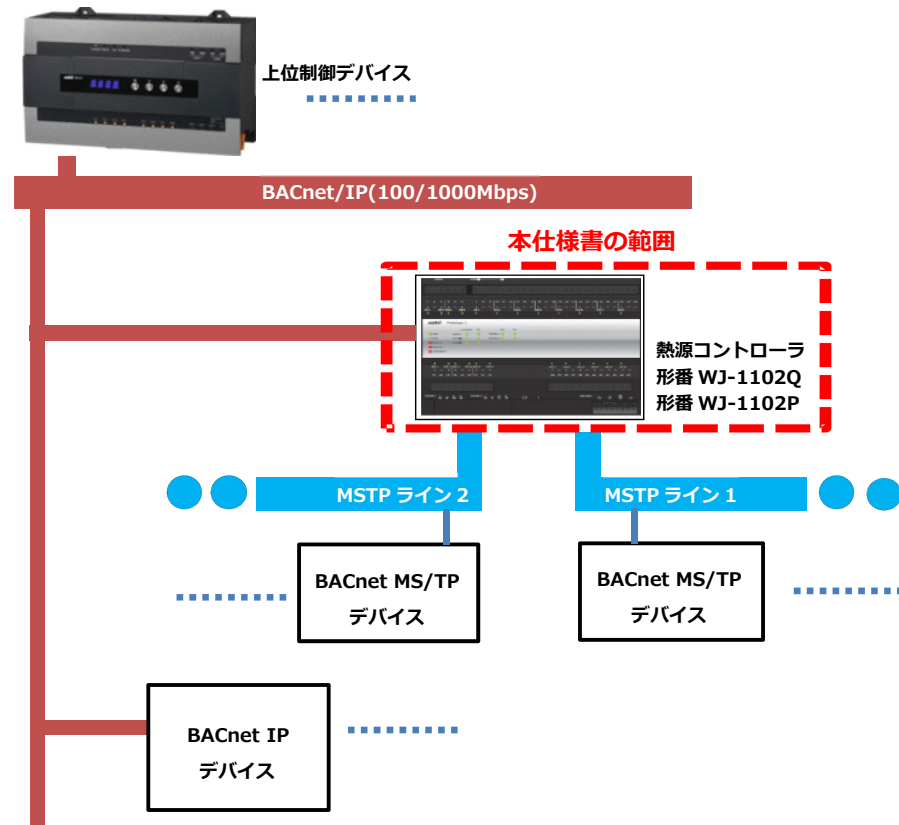 上位制御デバイス
BACnet/IP(100/1000Mbps)
本仕様書の範囲
熱源コントローラ
形番 WJ-1102Q
形番 WJ-1102P
MSTP ライン 2
MSTP ライン 1
BACnet MS/TP
デバイス
BACnet MS/TP
デバイス
BACnet IP
デバイス